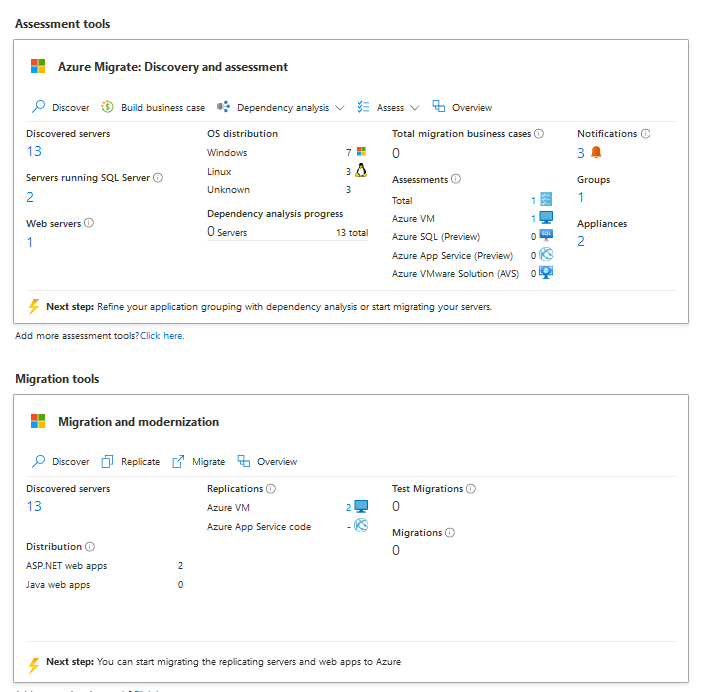 Assessment tools
Azure Migrate: Discovery and assessment
Discover Build business case Dependency analysis Assess Overview
Discovered servers
13
Servers running SQL Server
2
Web servers
1
OS distribution
Windows 7
Linux 3
Unknown 3
Dependency analysis progress
0 Servers 13 total
Total migration business cases
0
Assessments
Total 1
Azure VM 1
Azure SQL (Preview) 0
Azure App Service (Preview) 0
Azure VMware Solution (AVS) 0
Notifications
3
Groups
1
Appliances
2
Next step: Refine your application grouping with dependency analysis or start migrating your servers.
Add more assessment tools?Click here.
Migration tools
Migration and modernization
Discover Replicate Migrate Overview
Discovered servers
13
Distribution
ASP.NET web apps 2
Java web apps 0
Replications
Azure VM 2
Azure App Service code -
Test Migrations
0
Migrations
0
Next step: You can start migrating the replicating servers and web apps to Azure